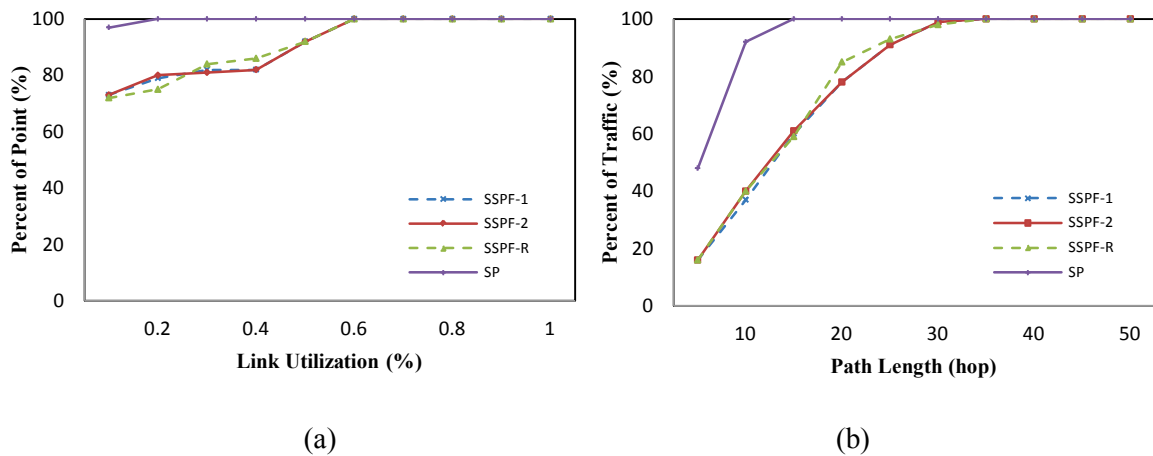 Percent of Point (%)
100
80
60
40
20
0
0.2 0.4 0.6 0.8 1
Link Utilization (%)
SSPF-1
SSPF-2
SSPF-R
SP
(a)
Percent of Traffic (%)
100
80
60
40
20
0
10 20 30 40 50
Path Length (hop)
SSPF-1
SSPF-2
SSPF-R
SP
(b)